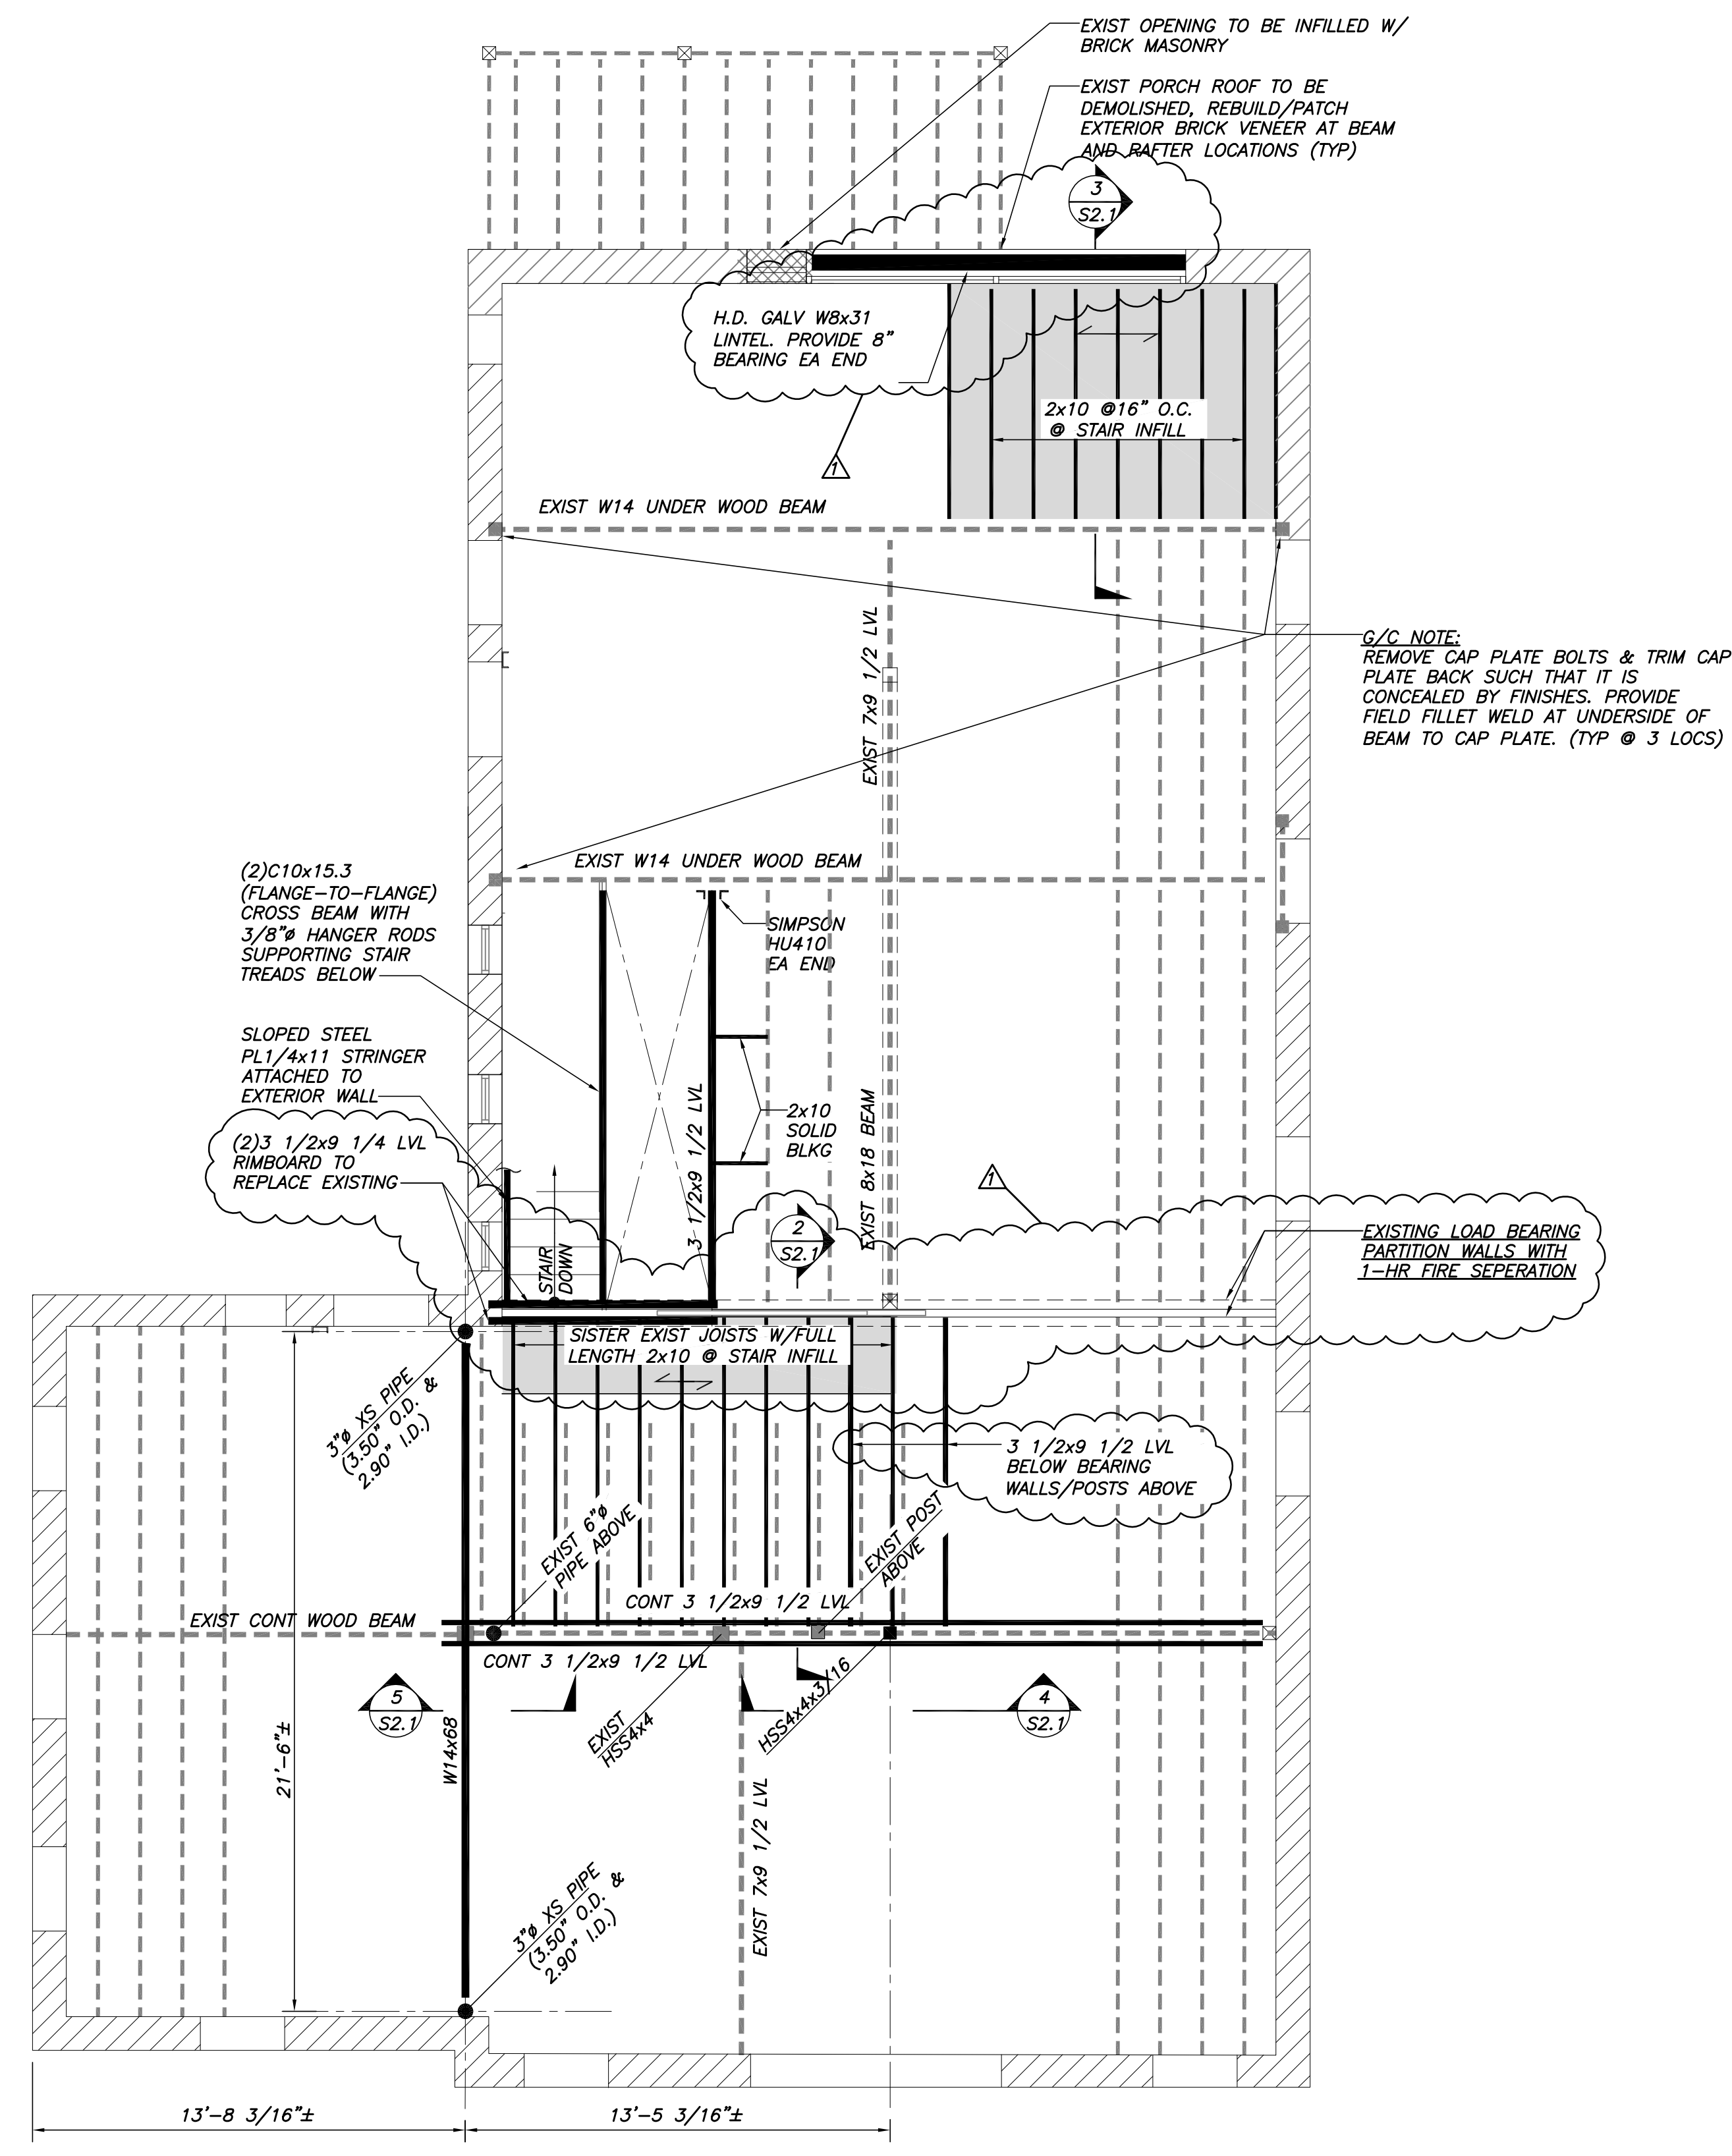 EXIST OPENING TO BE INFILLED W/
BRICK MASONRY
EXIST PORCH ROOF TO BE
DEMOLISHED, REBUILD/PATCH
EXTERIOR BRICK VENEER AT BEAM
AND RAFTER LOCATIONS (TYP)
3
S2.1
H.D. GALV W8x31
LINTEL. PROVIDE 8"
BEARING EA END
2x10 @16" O.C.
@ STAIR INFILL
1
EXIST W14 UNDER WOOD BEAM
EXIST 7x9 1/2 LVL
G/C NOTE:
REMOVE CAP PLATE BOLTS & TRIM CAP
PLATE BACK SUCH THAT IT IS
CONCEALED BY FINISHES. PROVIDE
FIELD FILLET WELD AT UNDERSIDE OF
BEAM TO CAP PLATE. (TYP @ 3 LOCS)
EXIST W14 UNDER WOOD BEAM
(2)C10x15.3
(FLANGE-TO-FLANGE)
CROSS BEAM WITH
3/8"ø HANGER RODS
SUPPORTING STAIR
TREADS BELOW
SIMPSON
HU410
EA END
SLOPED STEEL
PL1/4x11 STRINGER
ATTACHED TO
EXTERIOR WALL
3 1/2x9 1/2 LVL
2x10
SOLID
BLKG
EXIST 8x18 BEAM
(2)3 1/2x9 1/4 LVL
RIMBOARD TO
REPLACE EXISTING
1
STAIR
DOWN
2
S2.1
EXISTING LOAD BEARING
PARTITION WALLS WITH
1-HR FIRE SEPERATION
SISTER EXIST JOISTS W/FULL
LENGTH 2x10 @ STAIR INFILL
3"ø XS PIPE
(3.50" O.D. &
2.90" I.D.)
3 1/2x9 1/2 LVL
BELOW BEARING
WALLS/POSTS ABOVE
EXIST 6"ø
PIPE ABOVE
EXIST POST
ABOVE
CONT 3 1/2x9 1/2 LVL
EXIST CONT WOOD BEAM
CONT 3 1/2x9 1/2 LVL
5
S2.1
4
S2.1
EXIST
HSS4x4
HSS4x4x3/16
21'-6"±
W14x68
EXIST 7x9 1/2 LVL
3"ø XS PIPE
(3.50" O.D. &
2.90" I.D.)
13'-8 3/16"±
13'-5 3/16"±